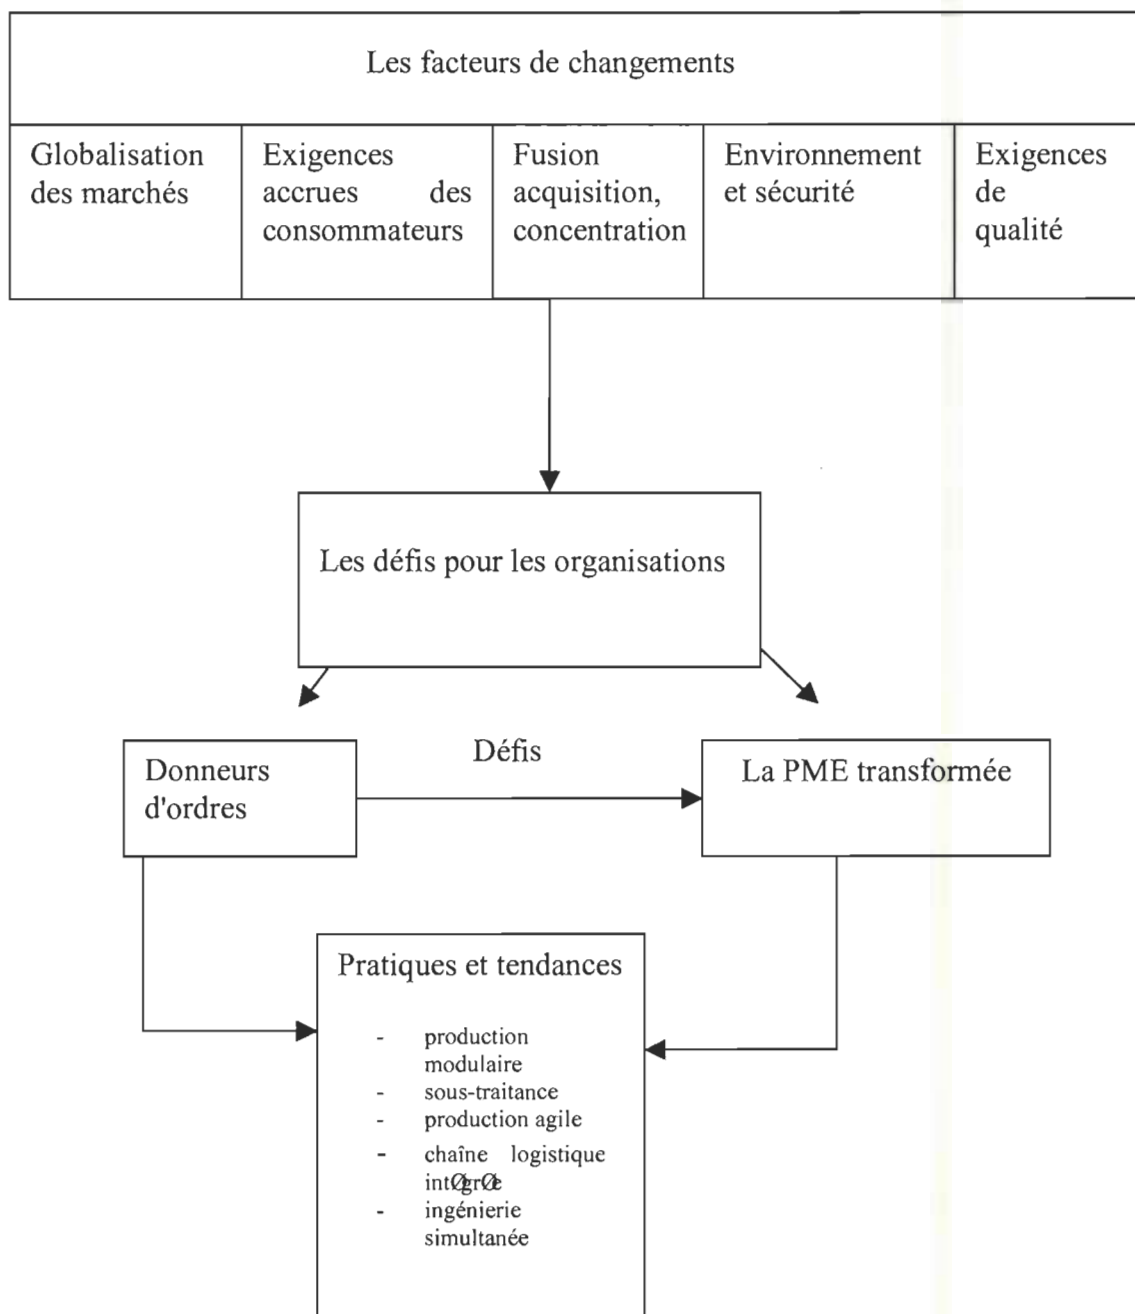 Les facteurs de changements
Globalisation
des marchés
Exigences
accrues des
consommateurs
Fusion
acquisition,
concentration
Environnement
et sécurité
Exigences
de
qualité
Les défis pour les organisations
Donneurs
d'ordres
Défis
La PME transformée
Pratiques et tendances
- production
modulaire
- sous-traitance
- production agile
- chaîne logistique
intØgrØe
- ingénierie
simultanée